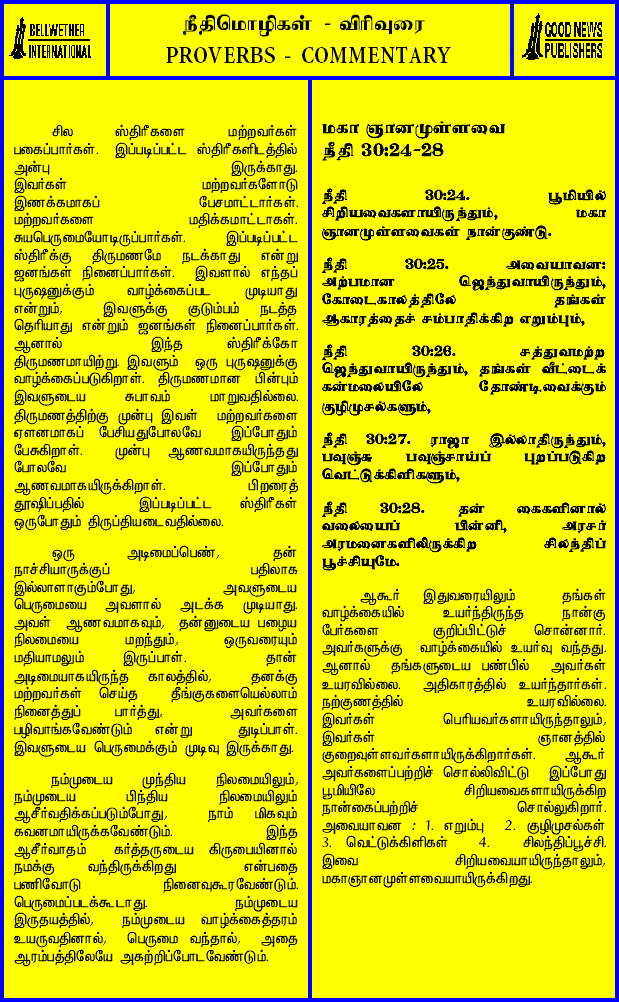 BELLWETHER
INTERNATIONAL
நீதிமொழிகள் - விரிவுரை
PROVERBS - COMMENTARY
GOOD NEWS
PUBLISHERS
சில ஸ்திரீகளை மற்றவர்கள்
பகைப்பார்கள். இப்படிப்பட்ட ஸ்திரீகளிடத்தில்
அன்பு இருக்காது.
இவர்கள் மற்றவர்களோடு
இணக்கமாகப் பேசமாட்டார்கள்.
மற்றவர்களை மதிக்கமாட்டாகள்.
சுயபெருமையோடிருப்பார்கள். இப்படிப்பட்ட
ஸ்திரீக்கு திருமணமே நடக்காது என்று
ஜனங்கள் நினைப்பார்கள். இவளால் எந்தப்
புருஷனுக்கும் வாழ்க்கைப்பட முடியாது
என்றும், இவளுக்கு குடும்பம் நடத்த
தெரியாது என்றும் ஜனங்கள் நினைப்பார்கள்.
ஆனால் இந்த ஸ்திரீக்கோ
திருமணமாயிற்று. இவளும் ஒரு புருஷனுக்கு
வாழ்க்கைப்படுகிறாள். திருமணமான பின்பும்
இவளுடைய சுபாவம் மாறுவதில்லை.
திருமணத்திற்கு முன்பு இவள் மற்றவர்களை
ஏளனமாகப் பேசியதுபோலவே இப்போதும்
பேசுகிறாள். முன்பு ஆணவமாகயிருந்தது
போலவே இப்போதும்
ஆணவமாகயிருக்கிறாள். பிறரைத்
தூஷிப்பதில் இப்படிப்பட்ட ஸ்திரீகள்
ஒருபோதும் திருப்தியடைவதில்லை.
ஒரு அடிமைப்பெண், தன்
நாச்சியாருக்குப் பதிலாக
இல்லாளாகும்போது, அவளுடைய
பெருமையை அவளால் அடக்க முடியாது.
அவள் ஆணவமாகவும், தன்னுடைய பழைய
நிலமையை மறந்தும், ஒருவரையும்
மதியாமலும் இருப்பாள். தான்
அடிமையாகயிருந்த காலத்தில், தனக்கு
மற்றவர்கள் செய்த தீங்குகளையெல்லாம்
நினைத்துப் பார்த்து, அவர்களை
பழிவாங்கவேண்டும் என்று துடிப்பாள்.
இவளுடைய பெருமைக்கும் முடிவு இருக்காது.
நம்முடைய முந்திய நிலமையிலும்,
நம்முடைய பிந்திய நிலமையிலும்
ஆசீர்வதிக்கப்படும்போது, நாம் மிகவும்
கவனமாயிருக்கவேண்டும். இந்த
ஆசீர்வாதம் கர்த்தருடைய கிருபையினால்
நமக்கு வந்திருக்கிறது என்பதை
பணிவோடு நினைவுகூரவேண்டும்.
பெருமைப்படக்கூடாது. நம்முடைய
இருதயத்தில், நம்முடைய வாழ்க்கைத்தரம்
உயருவதினால், பெருமை வந்தால், அதை
ஆரம்பத்திலேயே அகற்றிப்போடவேண்டும்.
மகா ஞானமுள்ளவை
நீதி 30:24-28
நீதி 30:24. பூமியில்
சிறியவைகளாயிருந்தும், மகா
ஞானமுள்ளவைகள் நான்குண்டு.
நீதி 30:25. அவையாவன:
அற்பமான ஜெந்துவாயிருந்தும்,
கோடைகாலத்திலே தங்கள்
ஆகாரத்தைச் சம்பாதிக்கிற எறும்பும்,
நீதி 30:26. சத்துவமற்ற
ஜெந்துவாயிருந்தும், தங்கள் வீட்டைக்
கன்மலையிலே தோண்டிவைக்கும்
குழிமுசல்களும்,
நீதி 30:27. ராஜா இல்லாதிருந்தும்,
பவுஞ்சு பவுஞ்சாய்ப் புறப்படுகிற
வெட்டுக்கிளிகளும்,
நீதி 30:28. தன் கைகளினால்
வலையைப் பின்னி, அரசர்
அரமனைகளிலிருக்கிற சிலந்திப்
பூச்சியுமே.
ஆகூர் இதுவரையிலும் தங்கள்
வாழ்க்கையில் உயர்ந்திருந்த நான்கு
பேர்களை குறிப்பிட்டுச் சொன்னார்.
அவர்களுக்கு வாழ்க்கையில் உயர்வு வந்தது.
ஆனால் தங்களுடைய பண்பில் அவர்கள்
உயரவில்லை. அதிகாரத்தில் உயர்ந்தார்கள்.
நற்குணத்தில் உயரவில்லை.
இவர்கள் பெரியவர்களாயிருந்தாலும்,
இவர்கள் ஞானத்தில்
குறைவுள்ளவர்களாயிருக்கிறார்கள். ஆகூர்
அவர்களைப்பற்றிச் சொல்லிவிட்டு இப்போது
பூமியிலே சிறியவைகளாயிருக்கிற
நான்கைப்பற்றிச் சொல்லுகிறார்.
அவையாவன : 1. எறும்பு 2. குழிமுசல்கள்
3. வெட்டுக்கிளிகள் 4. சிலந்திப்பூச்சி.
இவை சிறியவையாயிருந்தாலும்,
மகாஞானமுள்ளவையாயிருக்கிறது.